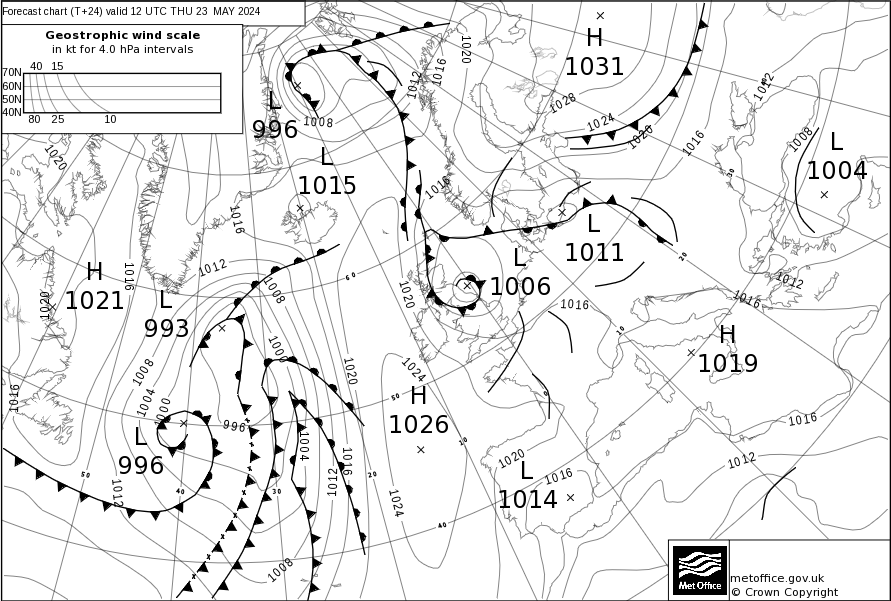 Forecast chart (T+24) valid 12 UTC THU 23 MAY 2024
Geostrophic wind scale
in kt for 4.0 hPa intervals
40 15
70N
60N
50N
40N
80 25 10
H
1031
1020
1016
1012
1012
1028
L
996
1008
1024
1020
1016
1008
L
1004
1020
L
1015
1016
30
1016
L
1011
1012
20
H
1021
1016
1020
L
993
1008
60
1020
L
1006
1016
1016
1012
1000
10
H
1019
1008
1020
1024
1016
1004
1000
H
1026
50
0
996
1016
L
996
1004
10
1012
1016
1020
L
1014
1016
50
40
30
20
1012
1012
1024
40
1008
metoffice.gov.uk
© Crown Copyright
Met Office